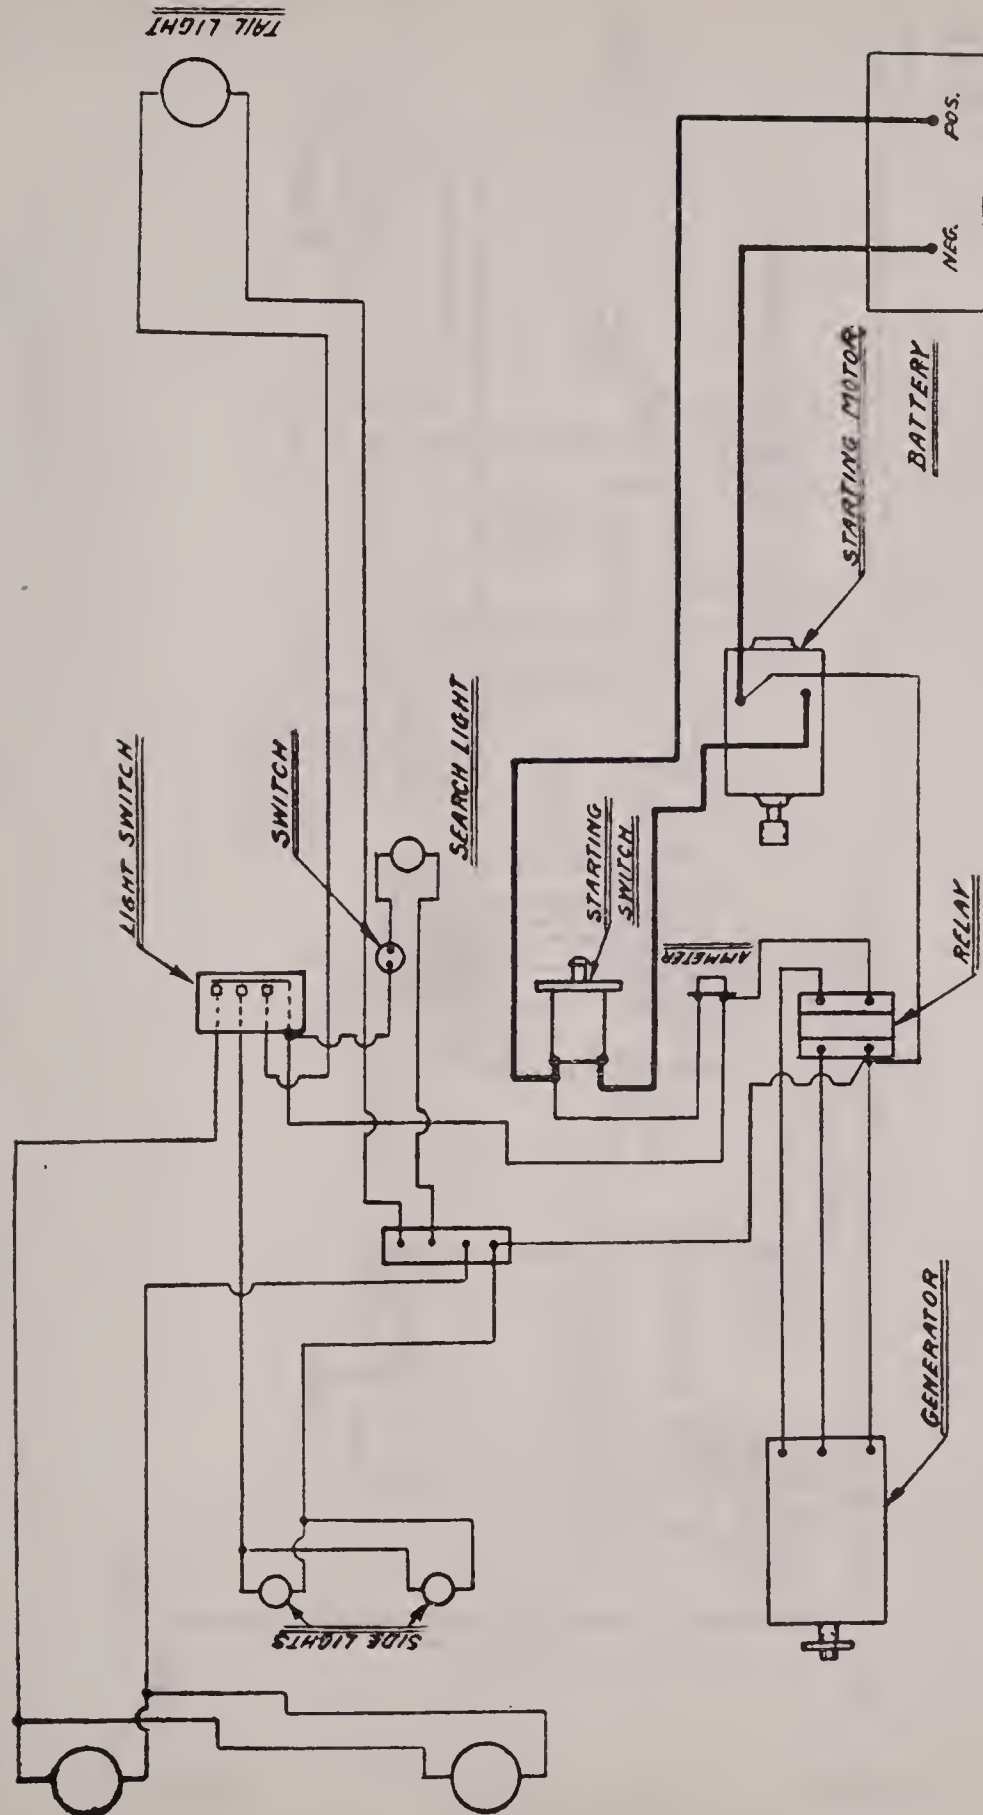 TAIL LIGHT
LIGHT SWITCH
SWITCH
SEARCH LIGHT
STARTING
SWITCH
AMMETER
STARTING MOTOR
BATTERY
NEG.
POS.
RELAY
GENERATOR
SIDE LIGHTS